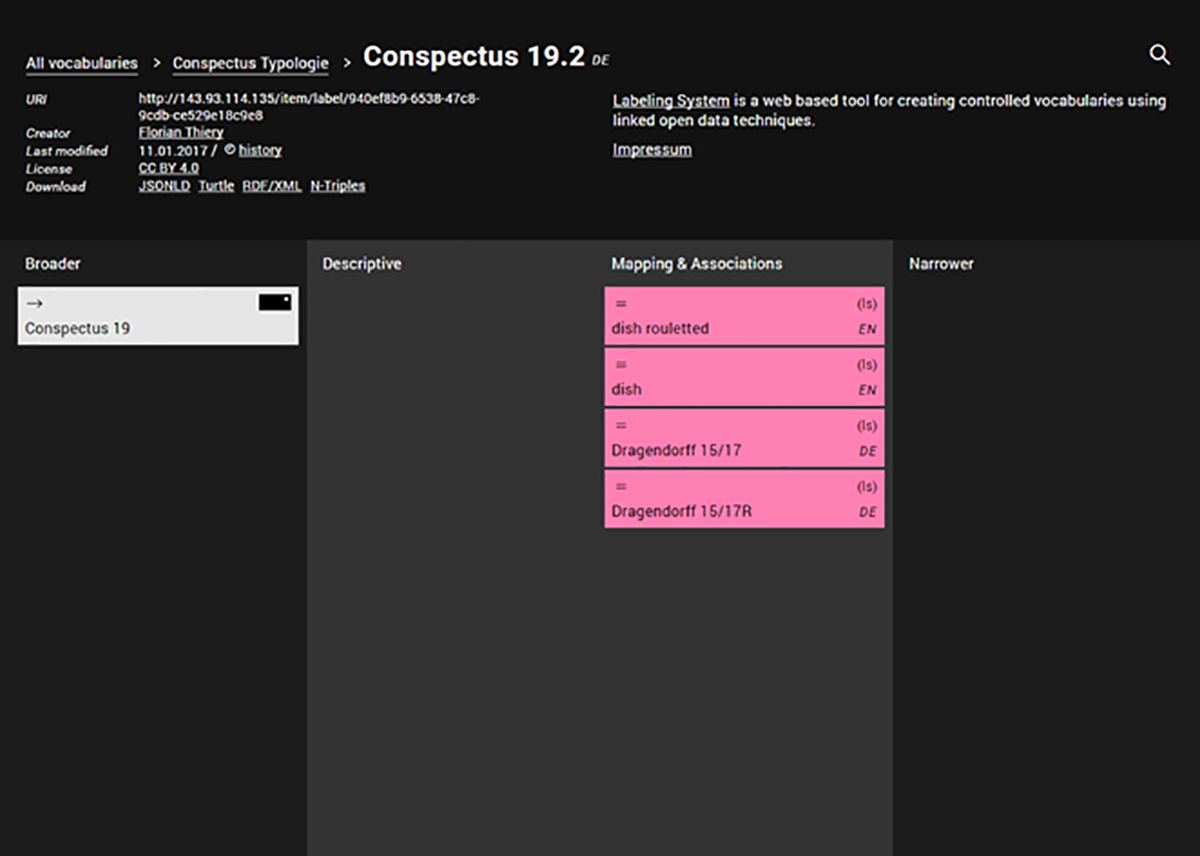 All vocabularies > Conspectus Typologie > Conspectus 19.2 DE
URI http://143.93.114.135/item/label/940ef8b9-6538-47c8-
9cdb-ce529e18c9e8
Creator Florian Thiery
Last modified 11.01.2017 / © history
License CC BY 4.0
Download JSONLD Turtle RDF/XML N-Triples
Labeling System is a web based tool for creating controlled vocabularies using
linked open data techniques.
Impressum
Broader
→
Conspectus 19
Descriptive
Mapping & Associations
= (ls)
dish rouletted EN
= (ls)
dish EN
= (ls)
Dragendorff 15/17 DE
= (ls)
Dragendorff 15/17R DE
Narrower